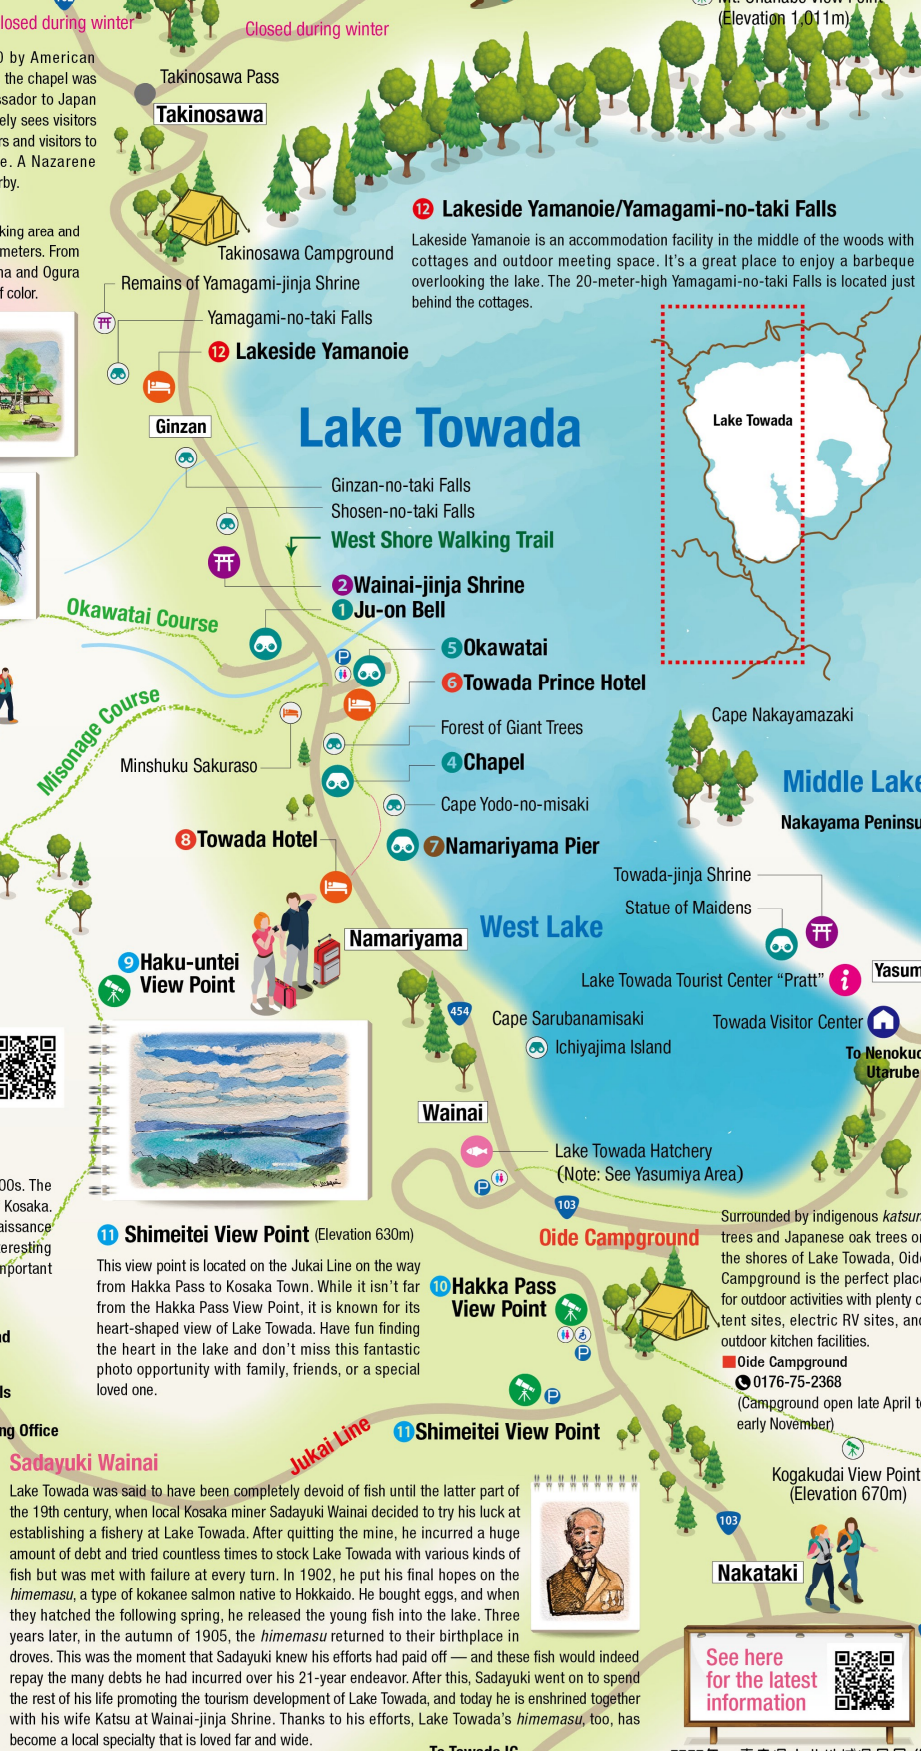 Closed during winter
Mt. Ohanabe View Point
(Elevation 1,011m)
by American
the chapel was
to Japan
sees visitors
and visitors to
A Nazarene
Takinosawa Pass
Takinosawa
area and
meters. From
and Ogura
color.
Takinosawa Campground
Remains of Yamagami-jinja Shrine
Yamagami-no-taki Falls
12 Lakeside Yamanoie
12 Lakeside Yamanoie/Yamagami-no-taki Falls
Lakeside Yamanoie is an accommodation facility in the middle of the woods with
cottages and outdoor meeting space. It's a great place to enjoy a barbeque
overlooking the lake. The 20-meter-high Yamagami-no-taki Falls is located just
behind the cottages.
Lake Towada
Ginzan
Lake Towada
Ginzan-no-taki Falls
Shosen-no-taki Falls
West Shore Walking Trail
2 Wainai-jinja Shrine
1 Ju-on Bell
Okawatai Course
5 Okawatai
P
6 Towada Prince Hotel
Misonage Course
Forest of Giant Trees
Minshuku Sakuraso
4 Chapel
Cape Yodo-no-misaki
8 Towada Hotel
7 Namariyama Pier
Cape Nakayamazaki
Middle Lake
Nakayama
Towada-jinja Shrine
Statue of Maidens
West Lake
Namariyama
9 Haku-untei
View Point
Lake Towada Tourist Center “Pratt”
i
454
Cape Sarubanamisaki
Ichiyajima Island
Towada Visitor Center
To
Wainai
Lake Towada Hatchery
(Note: See Yasumiya Area)
P
103
The
Kosaka.
11 Shimeitei View Point (Elevation 630m)
This view point is located on the Jukai Line on the way
from Hakka Pass to Kosaka Town. While it isn't far
from the Hakka Pass View Point, it is known for its
heart-shaped view of Lake Towada. Have fun finding
the heart in the lake and don't miss this fantastic
photo opportunity with family, friends, or a special
loved one.
Oide Campground
Surrounded by indigenous
trees and Japanese oak trees
the shores of Lake Towada,
Campground is the perfect place
for outdoor activities with plenty
tent sites, electric RV sites, and
outdoor kitchen facilities.
Oide Campground
0176-75-2368
(Campground open late April
early November)
10 Hakka Pass
View Point
P
P
11 Shimeitei View Point
Jukai Line
Office
Kogakudai View Point
(Elevation 670m)
103
Nakataki
Sadayuki Wainai
Lake Towada was said to have been completely devoid of fish until the latter part of
the 19th century, when local Kosaka miner Sadayuki Wainai decided to try his luck at
establishing a fishery at Lake Towada. After quitting the mine, he incurred a huge
amount of debt and tried countless times to stock Lake Towada with various kinds of
fish but was met with failure at every turn. In 1902, he put his final hopes on the
himemasu, a type of kokanee salmon native to Hokkaido. He bought eggs, and when
they hatched the following spring, he released the young fish into the lake. Three
years later, in the autumn of 1905, the himemasu returned to their birthplace in
droves. This was the moment that Sadayuki knew his efforts had paid off — and these fish would indeed
repay the many debts he had incurred over his 21-year endeavor. After this, Sadayuki went on to spend
the rest of his life promoting the tourism development of Lake Towada, and today he is enshrined together
with his wife Katsu at Wainai-jinja Shrine. Thanks to his efforts, Lake Towada's himemasu, too, has
become a local specialty that is loved far and wide.
See here
for the latest
information